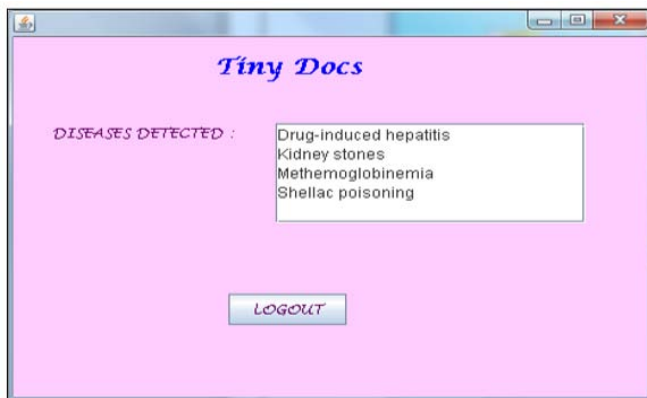 Tiny Docs
DISEASES DETECTED :
Drug-induced hepatitis
Kidney stones
Methemoglobinemia
Shellac poisoning
LOGOUT